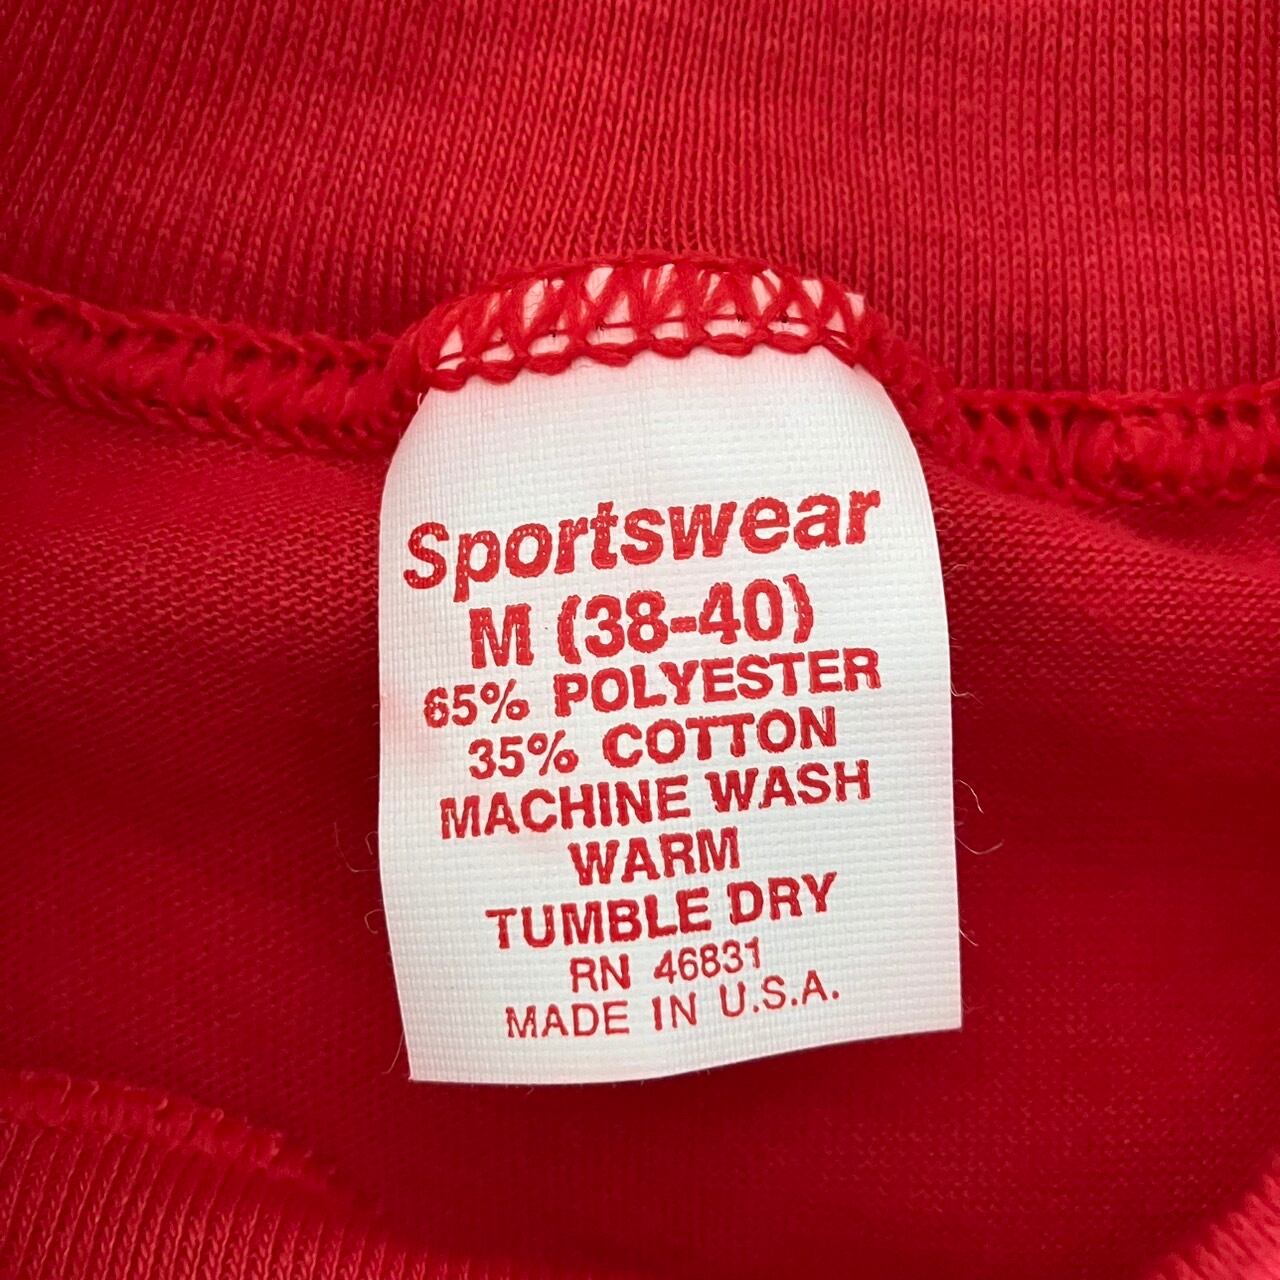 Sportswear
M (38-40)
65% POLYESTER
35% COTTON
MACHINE WASH
WARM
TUMBLE DRY
RN 46831
MADE IN U.S.A.